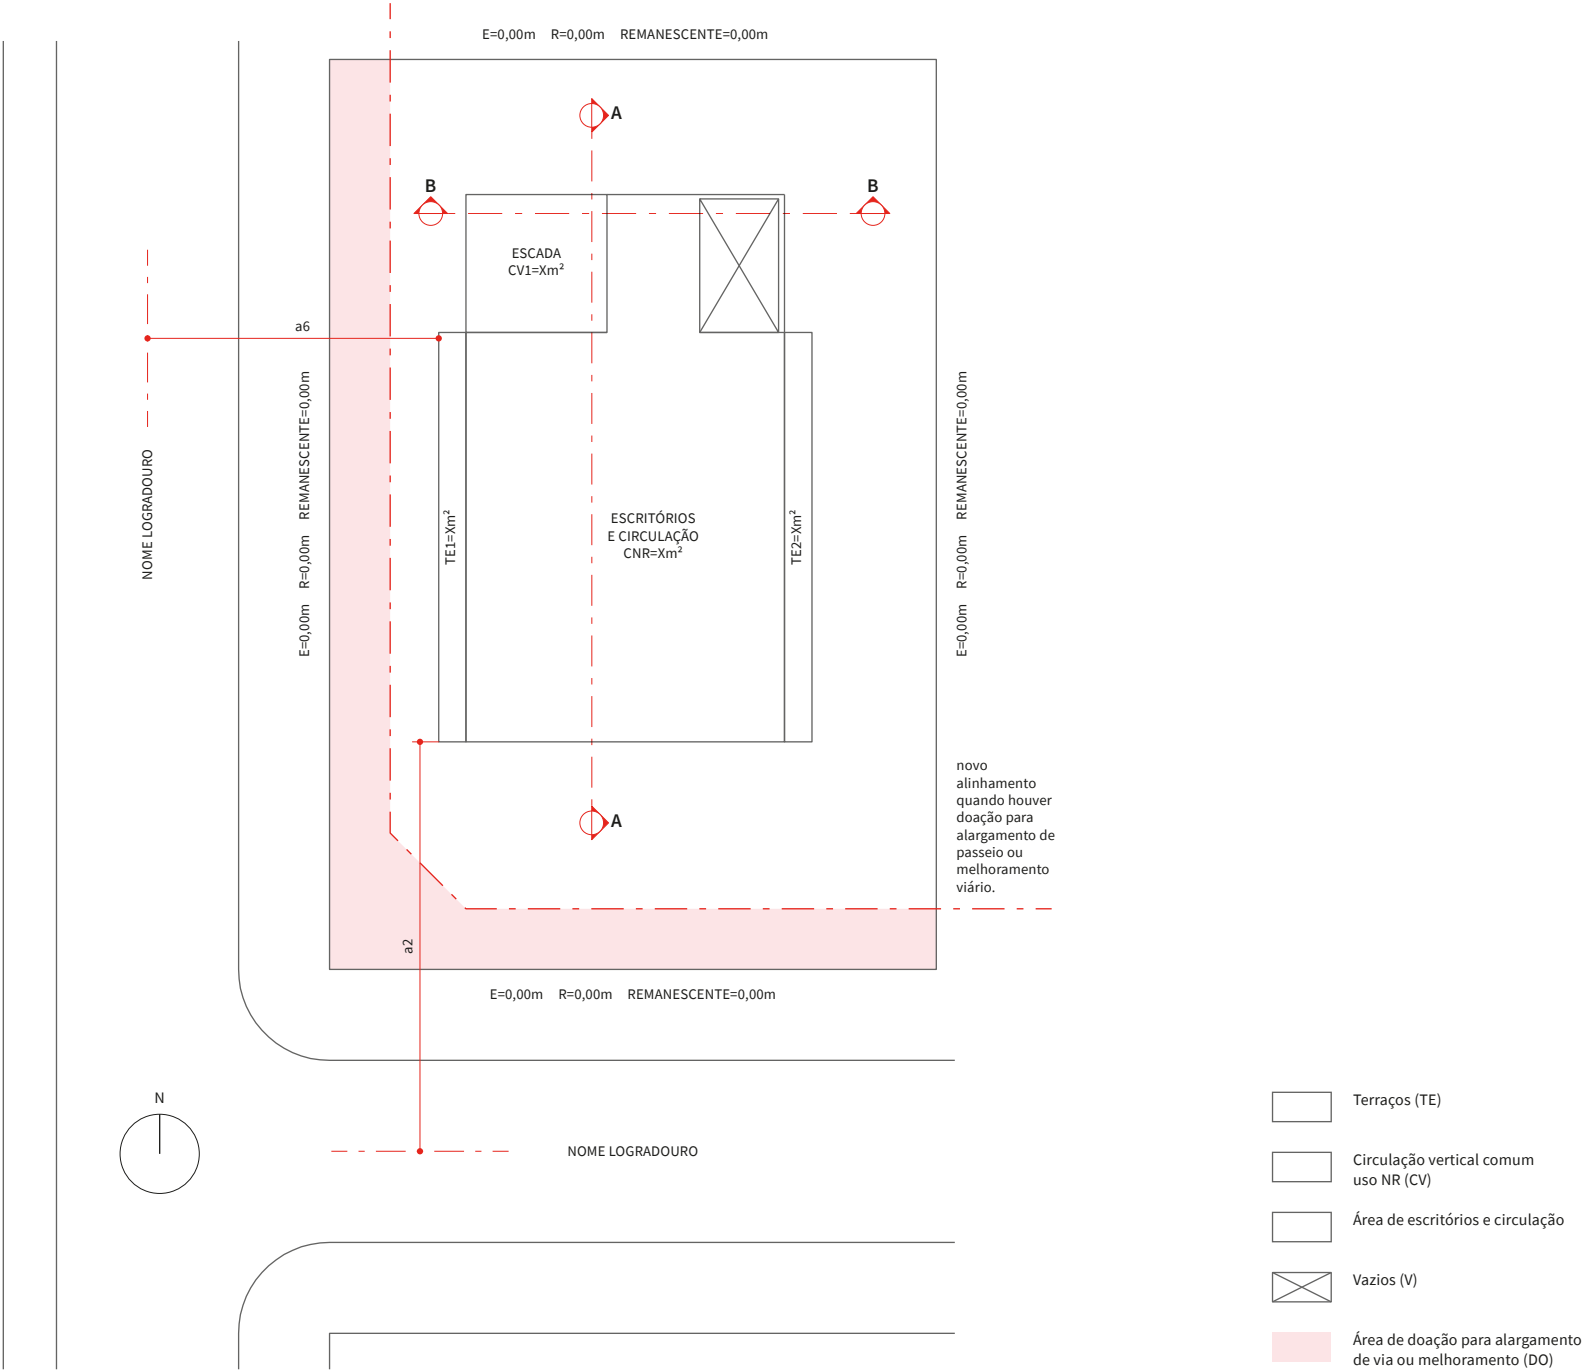 E=0,00m R=0,00m REMANESCENTE=0,00m
A
B
B
ESCADA
CV1=Xm²
a6
NOME LOGRADOURO
E=0,00m R=0,00m REMANESCENTE=0,00m
TE1=Xm²
ESCRITÓRIOS
E CIRCULAÇÃO
CNR=Xm²
TE2=Xm²
E=0,00m R=0,00m REMANESCENTE=0,00m
novo
alinhamento
quando houver
doação para
alargamento de
passeio ou
melhoramento
viário.
A
a2
E=0,00m R=0,00m REMANESCENTE=0,00m
N
NOME LOGRADOURO
Terraços (TE)
Circulação vertical comum
uso NR (CV)
Área de escritórios e circulação
Vazios (V)
Área de doação para alargamento
de via ou melhoramento (DO)